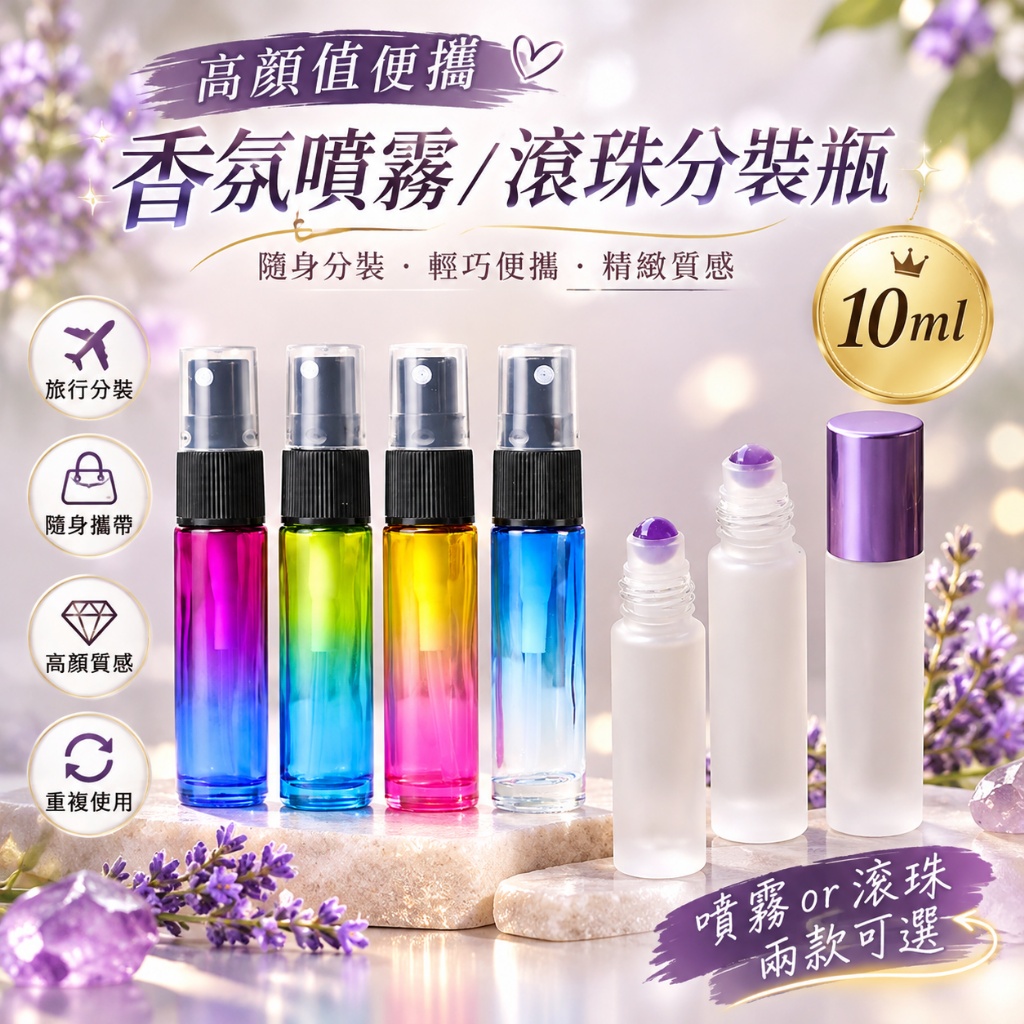 高顏值便攜
香氛噴霧/滾珠分裝瓶
隨身分裝 · 輕巧便攜 · 精緻質感
10ml
旅行分裝
隨身攜帶
高顏質感
重複使用
噴霧or滾珠
兩款可選